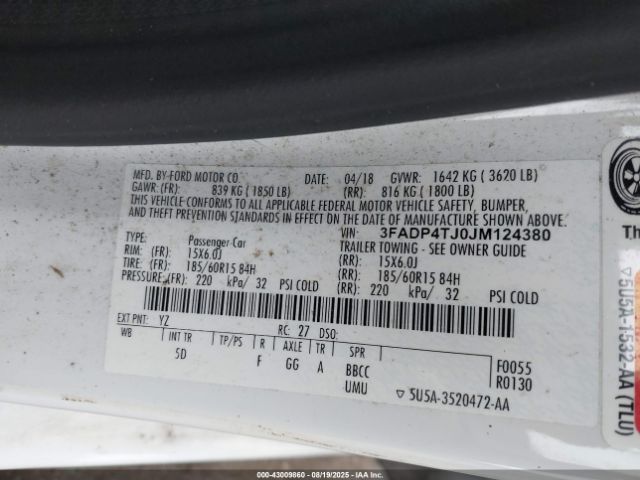 MFD. BY FORD MOTOR CO. DATE: 04/18 GVWR: 1642 KG ( 3620 LB)
GAWR: (FR): 839 KG ( 1850 LB) (RR): 816 KG ( 1800 LB)
THIS VEHICLE CONFORMS TO ALL APPLICABLE FEDERAL MOTOR VEHICLE SAFETY, BUMPER,
AND THEFT PREVENTION STANDARDS IN EFFECT ON THE DATE OF MANUFACTURE SHOWN ABOVE.
VIN: 3FADP4TJ0JM124380
TYPE: Passenger Car TRAILER TOWING - SEE OWNER GUIDE
RIM: (FR) 15X6.0J (RR): 15X6.0J
TIRE: (FR) 185/60R15 84H (RR): 185/60R15 84H
PRESSURE: (FR) 220 kPa/ 32 PSI COLD (RR): 220 kPa/ 32 PSI COLD
EXT PNT: YZ RC: 27 DSO:
WB INT TR TP/PS R AXLE TR SPR
5D F GG A BBCC F0055
UMU R0130
▽ 5U5A-3520472-AA
Th
▽5U5A-1532-AA (TLU)
000-43009860 - 08/19/2025 - IAA Inc.